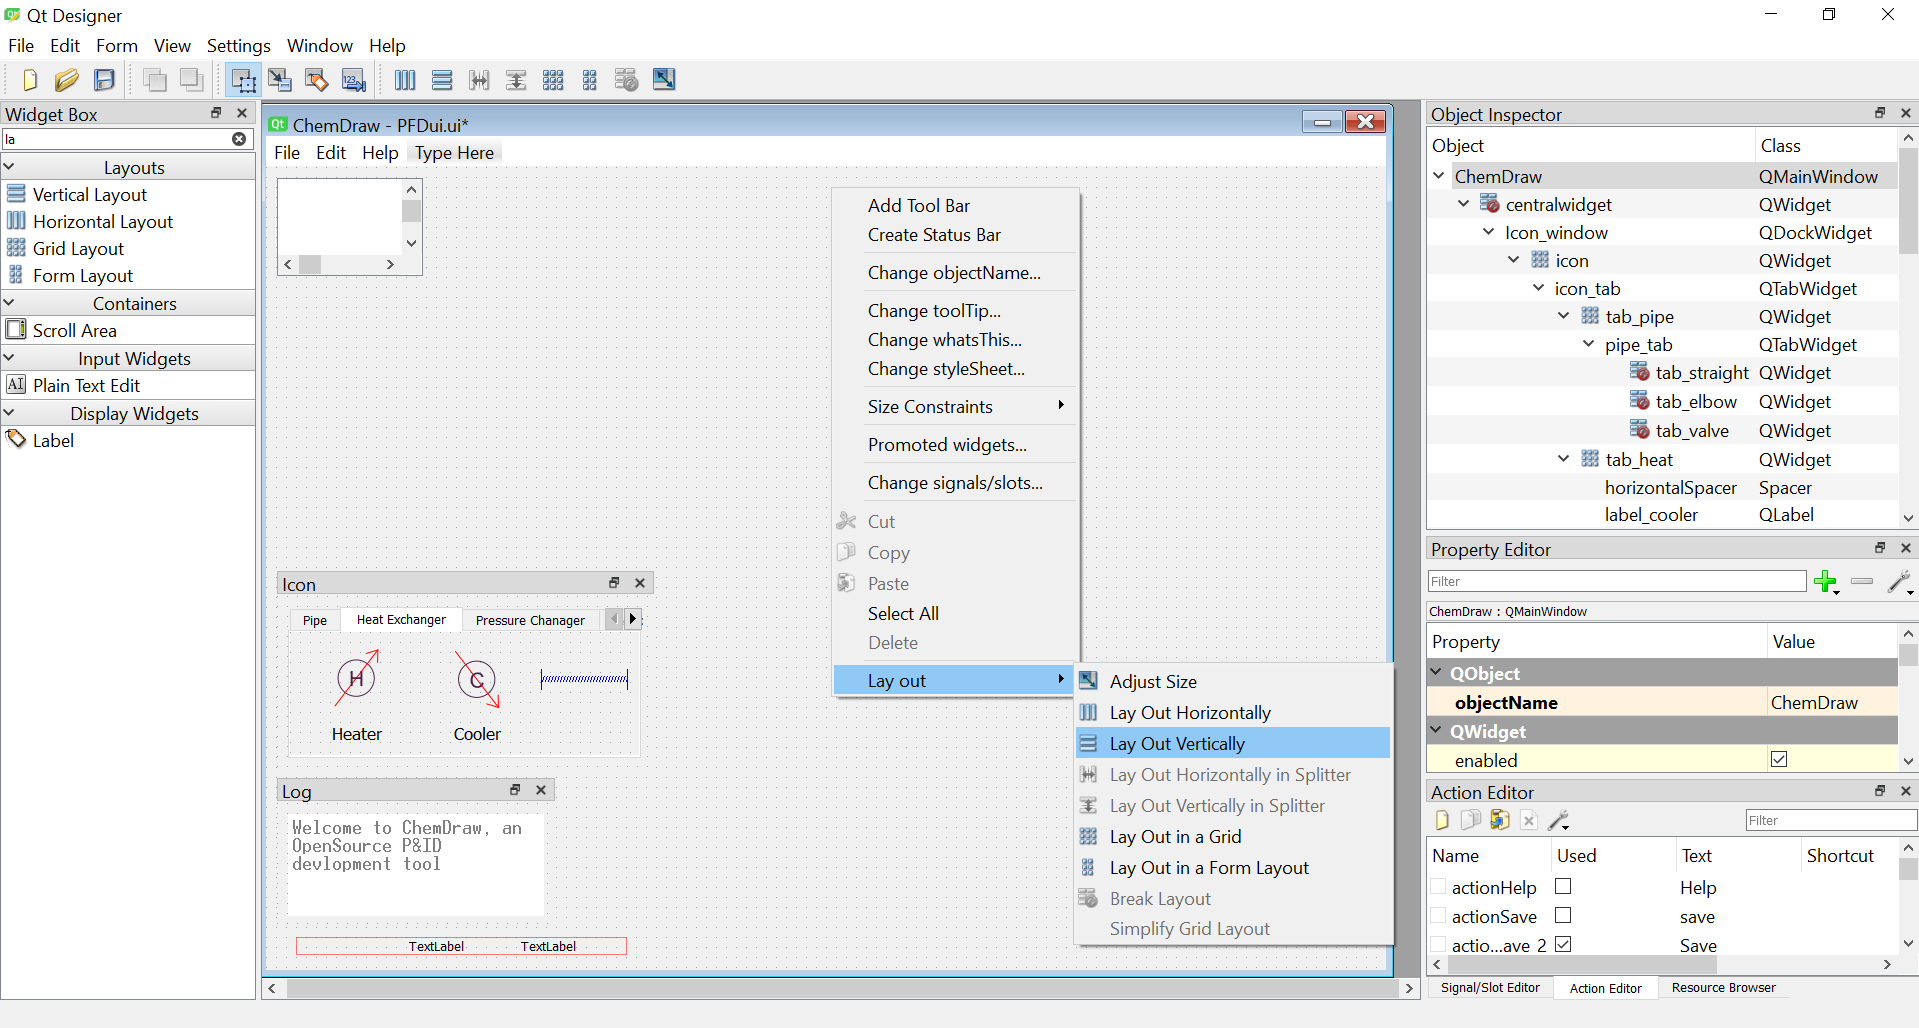 Qt Designer
File Edit Form View Settings Window Help
Widget Box
la
Layouts
Vertical Layout
Horizontal Layout
Grid Layout
Form Layout
Containers
Scroll Area
Input Widgets
AI Plain Text Edit
Display Widgets
Label
Qt ChemDraw - PFDui.ui*
File Edit Help Type Here
Icon
Pipe Heat Exchanger Pressure Chanager
H C
Heater Cooler
Log
Welcome to ChemDraw, an
OpenSource P&ID
devlopment tool
TextLabel TextLabel
Add Tool Bar
Create Status Bar
Change objectName...
Change toolTip...
Change whatsThis...
Change styleSheet...
Size Constraints
Promoted widgets...
Change signals/slots...
Cut
Copy
Paste
Select All
Delete
Lay out
Adjust Size
Lay Out Horizontally
Lay Out Vertically
Lay Out Horizontally in Splitter
Lay Out Vertically in Splitter
Lay Out in a Grid
Lay Out in a Form Layout
Break Layout
Simplify Grid Layout
Object Inspector
Object Class
ChemDraw QMainWindow
centralwidget QWidget
Icon_window QDockWidget
icon QWidget
icon_tab QTabWidget
tab_pipe QWidget
pipe_tab QTabWidget
tab_straight QWidget
tab_elbow QWidget
tab_valve QWidget
tab_heat QWidget
horizontalSpacer Spacer
label_cooler QLabel
Property Editor
Filter
ChemDraw : QMainWindow
Property Value
QObject
objectName ChemDraw
QWidget
enabled
Action Editor
Filter
Name Used Text Shortcut
actionHelp Help
actionSave save
actio...ave 2 Save
Signal/Slot Editor Action Editor Resource Browser